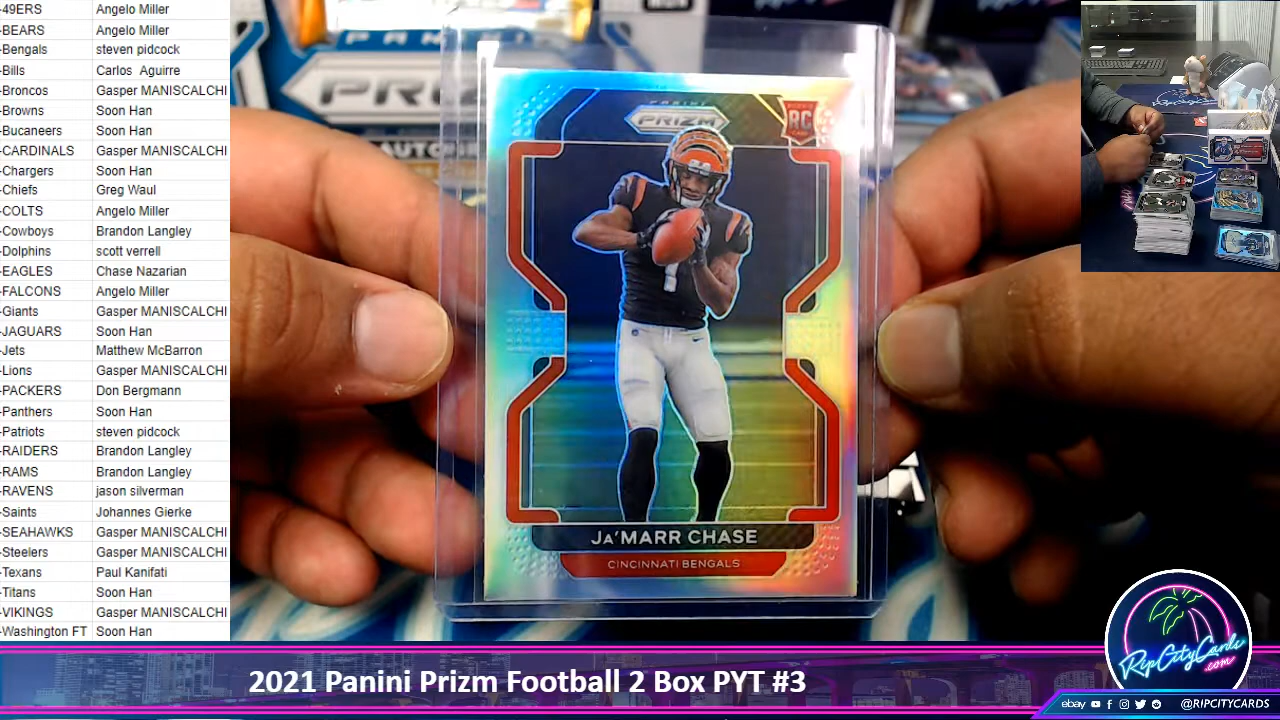 -49ERS Angelo Miller
-BEARS Angelo Miller
-Bengals steven pidcock
-Bills Carlos Aguirre
-Broncos Gasper MANISCALCHI
-Browns Soon Han
-Bucaneers Soon Han
-CARDINALS Gasper MANISCALCHI
-Chargers Soon Han
-Chiefs Greg Waul
-COLTS Angelo Miller
-Cowboys Brandon Langley
-Dolphins scott verrell
-EAGLES Chase Nazarian
-FALCONS Angelo Miller
-Giants Gasper MANISCALCHI
-JAGUARS Soon Han
-Jets Matthew McBarron
-Lions Gasper MANISCALCHI
-PACKERS Don Bergmann
-Panthers Soon Han
-Patriots steven pidcock
-RAIDERS Brandon Langley
-RAMS Brandon Langley
-RAVENS jason silverman
-Saints Johannes Gierke
-SEAHAWKS Gasper MANISCALCHI
-Steelers Gasper MANISCALCHI
-Texans Paul Kanifati
-Titans Soon Han
-VIKINGS Gasper MANISCALCHI
-Washington FT Soon Han
PANINI
PRIZM
ROOKIE
RC
CARD
1
JA'MARR CHASE
CINCINNATI BENGALS
2021 Panini Prizm Football 2 Box PYT #3
RipCityCards
.com
ebay @RIPCITYCARDS